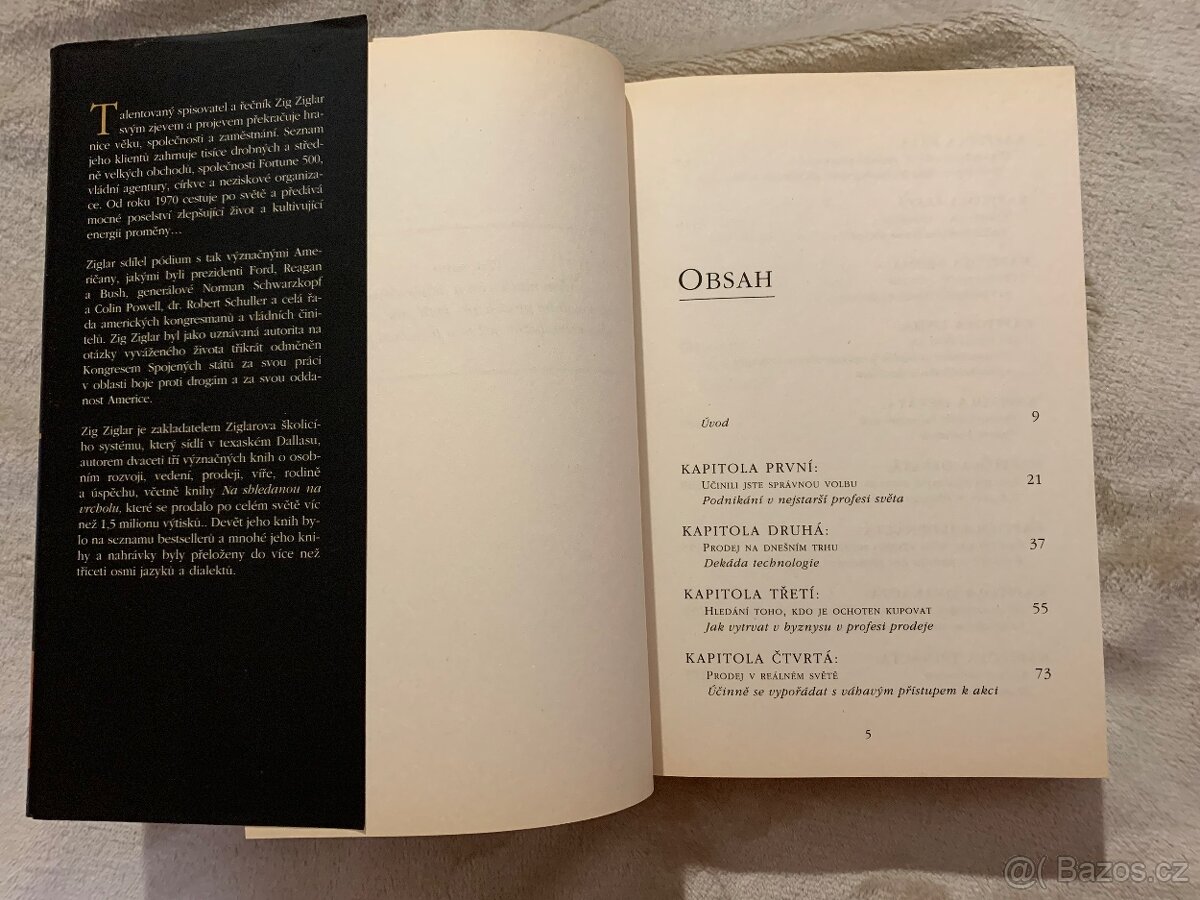 Talentovaný spisovatel a řečník Zig Ziglar
svým zjevem a projevem překračuje hra-
nice věku, společnosti a zaměstnání. Seznam
jeho klientů zahrnuje tisíce drobných a střed-
ně velkých obchodů, společnosti Fortune 500,
vládní agentury, církve a neziskové organiza-
ce. Od roku 1970 cestuje po světě a předává
mocné poselství zlepšující život a kultivující
energií proměny...
Ziglar sdílel pódium s tak význačnými Ame-
ričany, jakými byli prezidenti Ford, Reagan
a Bush, generálové Norman Schwarzkopf
a Colin Powell, dr. Robert Schuller a celá řa-
da amerických kongresmanů a vládních čini-
telů. Zig Ziglar byl jako uznávaná autorita na
otázky vyváženého života třikrát odměněn
Kongresem Spojených států za svou práci
v oblasti boje proti drogám a za svou odda-
nost Americe.
Zig Ziglar je zakladatelem Ziglarova školicí-
ho systému, který sídlí v texaském Dallasu,
autorem dvaceti tří význačných knih o osob-
ním rozvoji, vedení, prodeji, víře, rodině
a úspěchu, včetně knihy Na shledanou na
vrcholu, které se prodalo po celém světě víc
než 1,5 milionu výtisků.. Devět jeho knih by-
lo na seznamu bestsellerů a mnohé jeho kni-
hy a nahrávky byly přeloženy do více než
třiceti osmi jazyků a dialektů.
OBSAH
Úvod 9
KAPITOLA PRVNÍ:
UČINILI JSTE SPRÁVNOU VOLBU 21
Podnikání v nejstarší profesi světa
KAPITOLA DRUHÁ:
PRODEJ NA DNEŠNÍM TRHU 37
Dekáda technologie
KAPITOLA TŘETÍ:
HLEDÁNÍ TOHO, KDO JE OCHOTEN KUPOVAT 55
Jak vytrvat v byznysu v profesi prodeje
KAPITOLA ČTVRTÁ:
PRODEJ V REÁLNÉM SVĚTĚ 73
Účinně se vypořádat s váhavým přístupem k akci
5
@( Bazos.cz